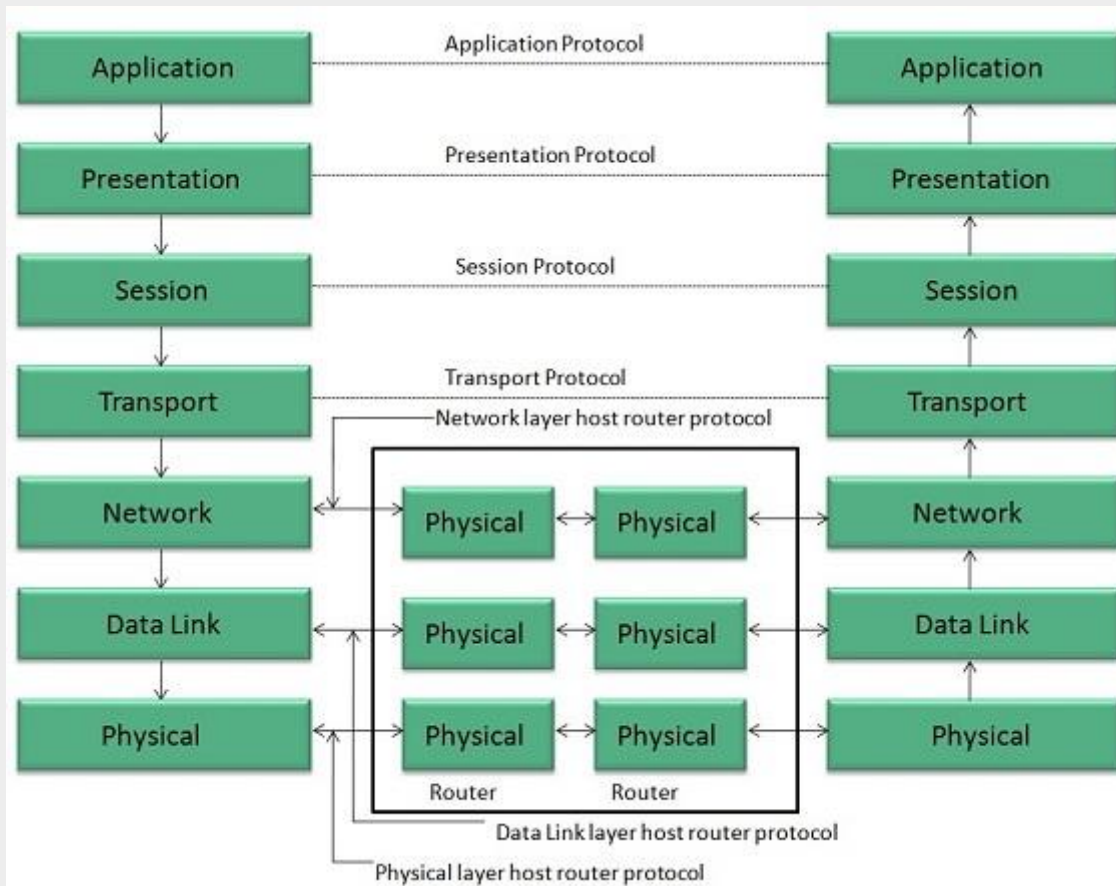 Application Protocol
Application
Application
Presentation Protocol
Presentation
Presentation
Session Protocol
Session
Session
Transport Protocol
Transport
Transport
Network layer host router protocol
Network
Physical
Physical
Network
Data Link
Physical
Physical
Data Link
Physical
Physical
Physical
Physical
Router
Router
Data Link layer host router protocol
Physical layer host router protocol